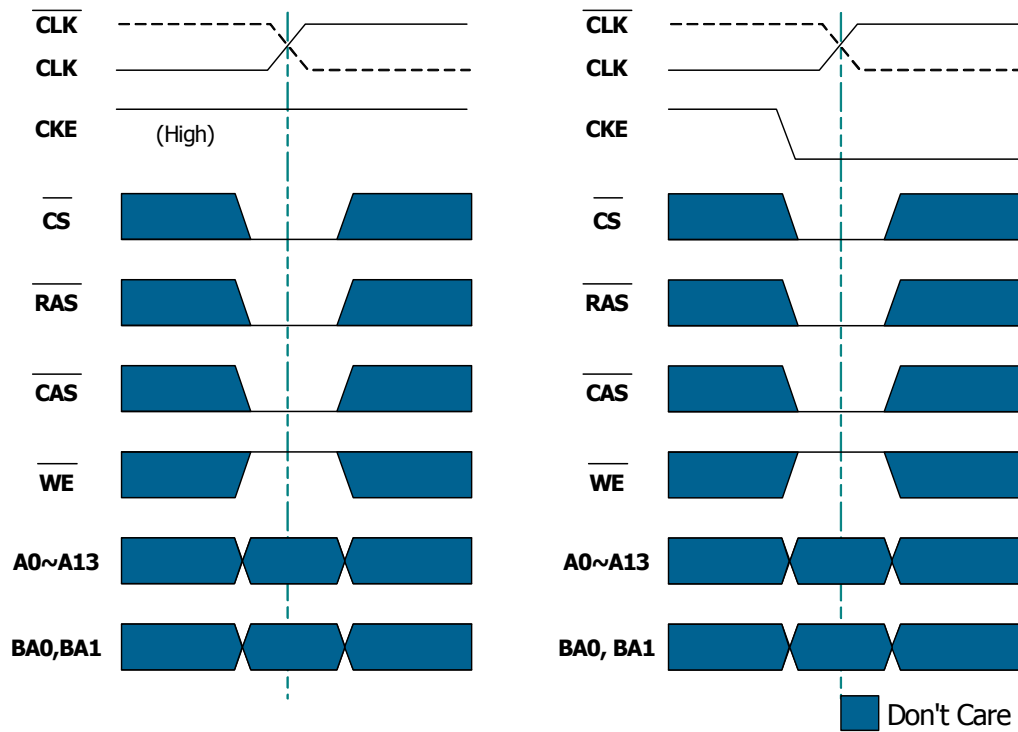 CLK
CLK
CKE
(High)
CS
RAS
CAS
WE
A0~A13
BA0,BA1
CLK
CLK
CKE
CS
RAS
CAS
WE
A0~A13
BA0, BA1
Don't Care